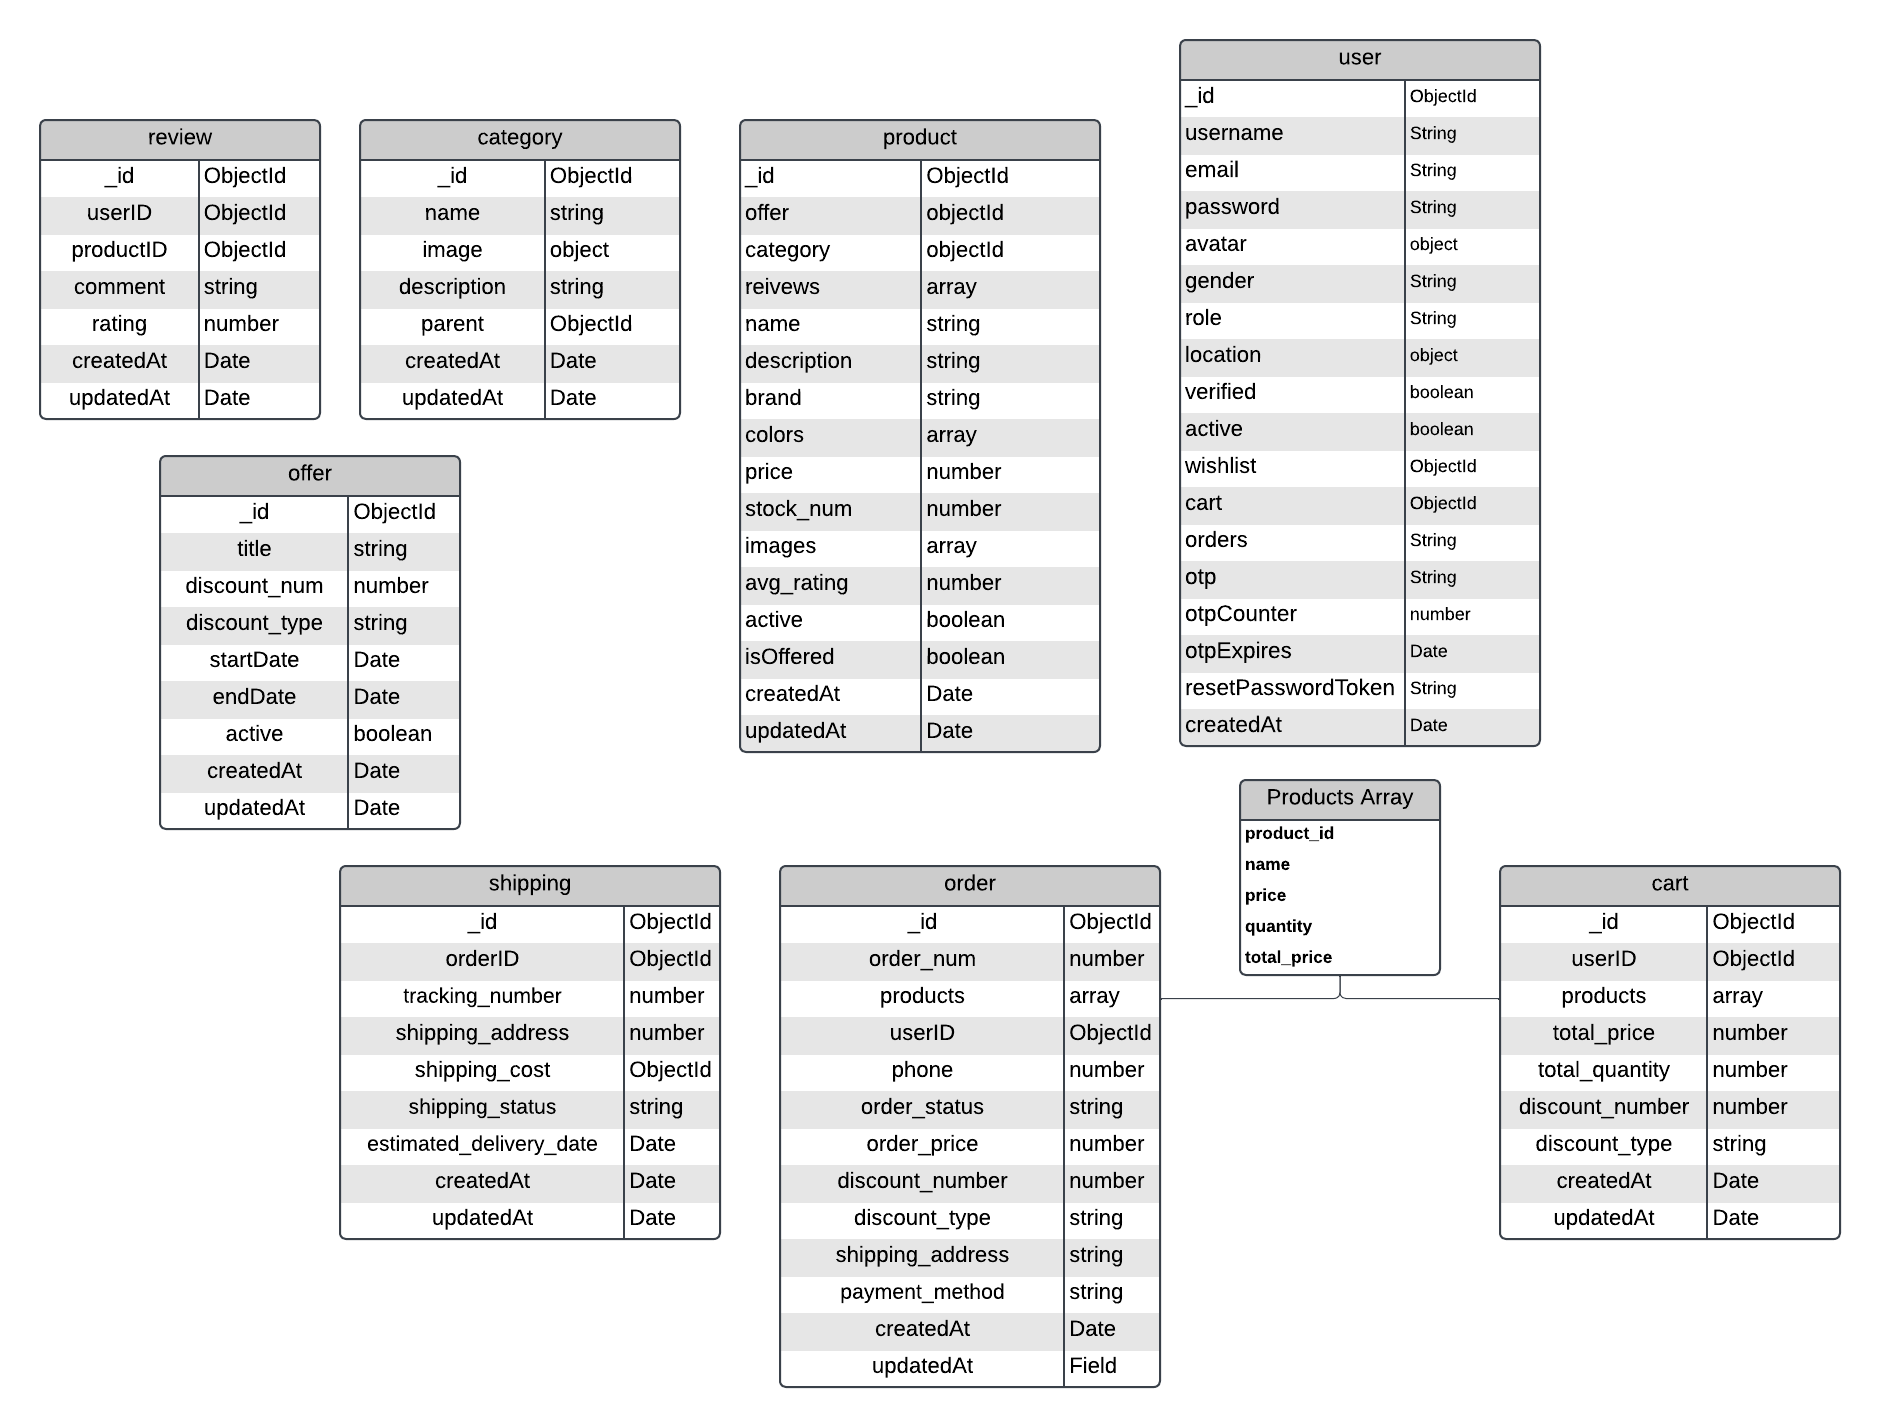 review
_id ObjectId
userID ObjectId
productID ObjectId
comment string
rating number
createdAt Date
updatedAt Date
category
_id ObjectId
name string
image object
description string
parent ObjectId
createdAt Date
updatedAt Date
product
_id ObjectId
offer objectId
category objectId
reivews array
name string
description string
brand string
colors array
price number
stock_num number
images array
avg_rating number
active boolean
isOffered boolean
createdAt Date
updatedAt Date
user
_id ObjectId
username String
email String
password String
avatar object
gender String
role String
location object
verified boolean
active boolean
wishlist ObjectId
cart ObjectId
orders String
otp String
otpCounter number
otpExpires Date
resetPasswordToken String
createdAt Date
offer
_id ObjectId
title string
discount_num number
discount_type string
startDate Date
endDate Date
active boolean
createdAt Date
updatedAt Date
shipping
_id ObjectId
orderID ObjectId
tracking_number number
shipping_address number
shipping_cost ObjectId
shipping_status string
estimated_delivery_date Date
createdAt Date
updatedAt Date
order
_id ObjectId
order_num number
products array
userID ObjectId
phone number
order_status string
order_price number
discount_number number
discount_type string
shipping_address string
payment_method string
createdAt Date
updatedAt Field
Products Array
product_id
name
price
quantity
total_price
cart
_id ObjectId
userID ObjectId
products array
total_price number
total_quantity number
discount_number number
discount_type string
createdAt Date
updatedAt Date